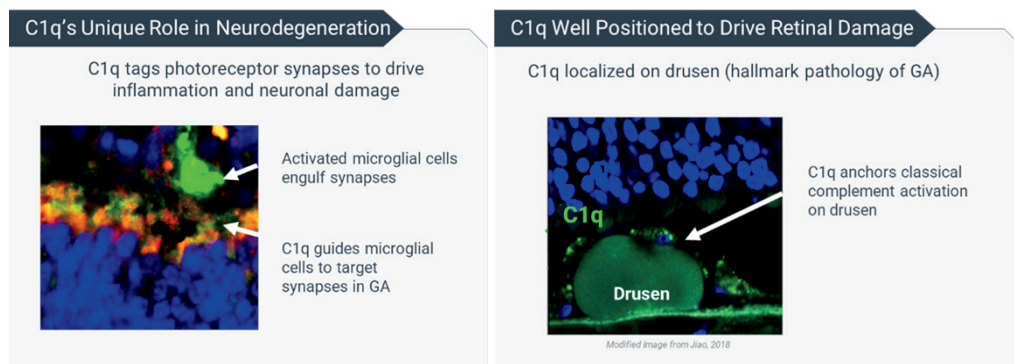 C1q's Unique Role in Neurodegeneration
C1q tags photoreceptor synapses to drive
inflammation and neuronal damage
Activated microglial cells
engulf synapses
C1q guides microglial
cells to target
synapses in GA
C1q Well Positioned to Drive Retinal Damage
C1q localized on drusen (hallmark pathology of GA)
C1q anchors classical
complement activation
on drusen
C1q
Drusen
Modified image from Jiao, 2018